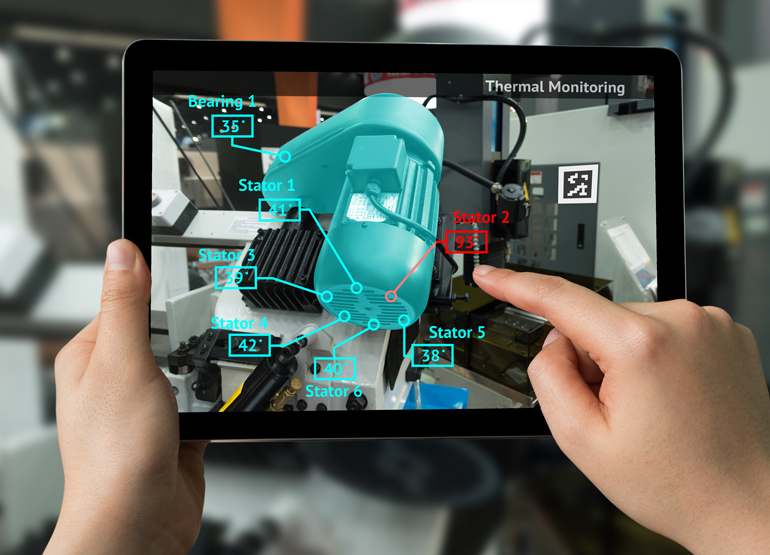 Thermal Monitoring
Bearing 1
35°
Stator 1
41°
Stator 2
93°
Stator 3
39°
Stator 4
42°
Stator 5
38°
40°
Stator 6